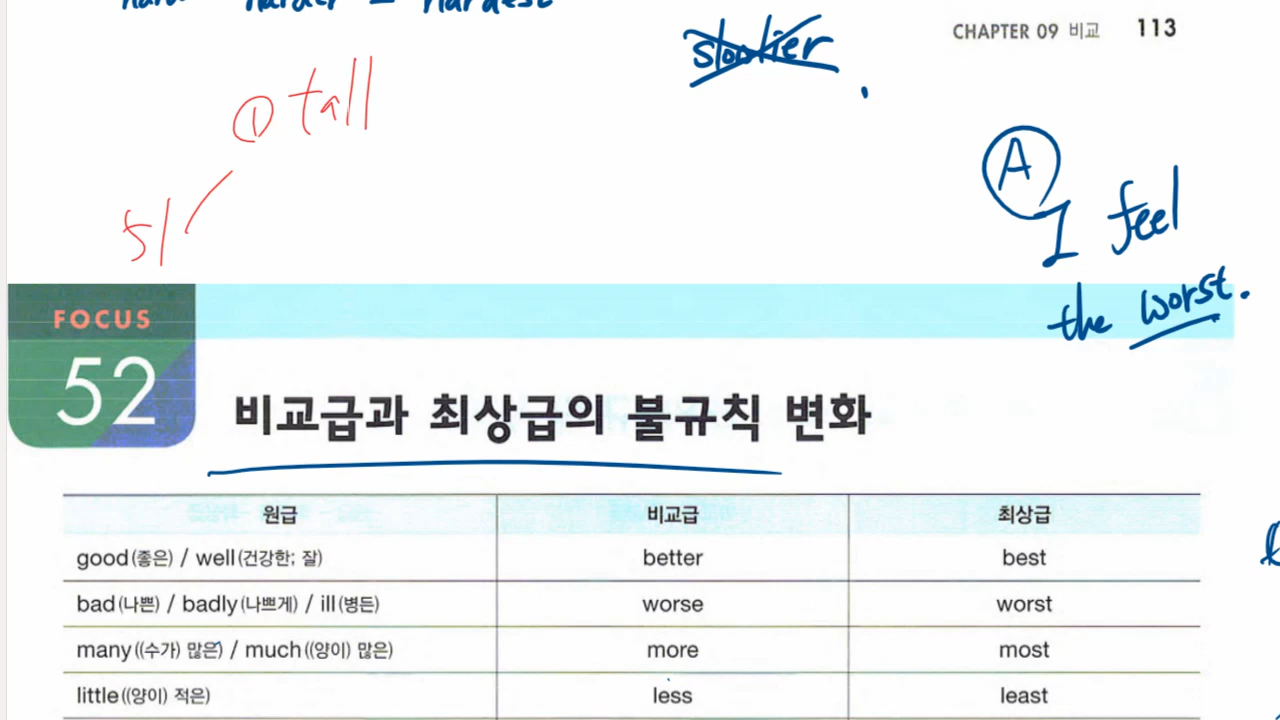 harder - hardest
CHAPTER 09 비교 113
① tall
51
Ⓐ
I feel
the worst.
FOCUS
52
비교급과 최상급의 불규칙 변화
원급 비교급 최상급
good(좋은) / well(건강한; 잘) better best
bad(나쁜) / badly(나쁘게) / ill(병든) worse worst
many((수가) 많은) / much((양이) 많은) more most
little((양이) 적은) less least